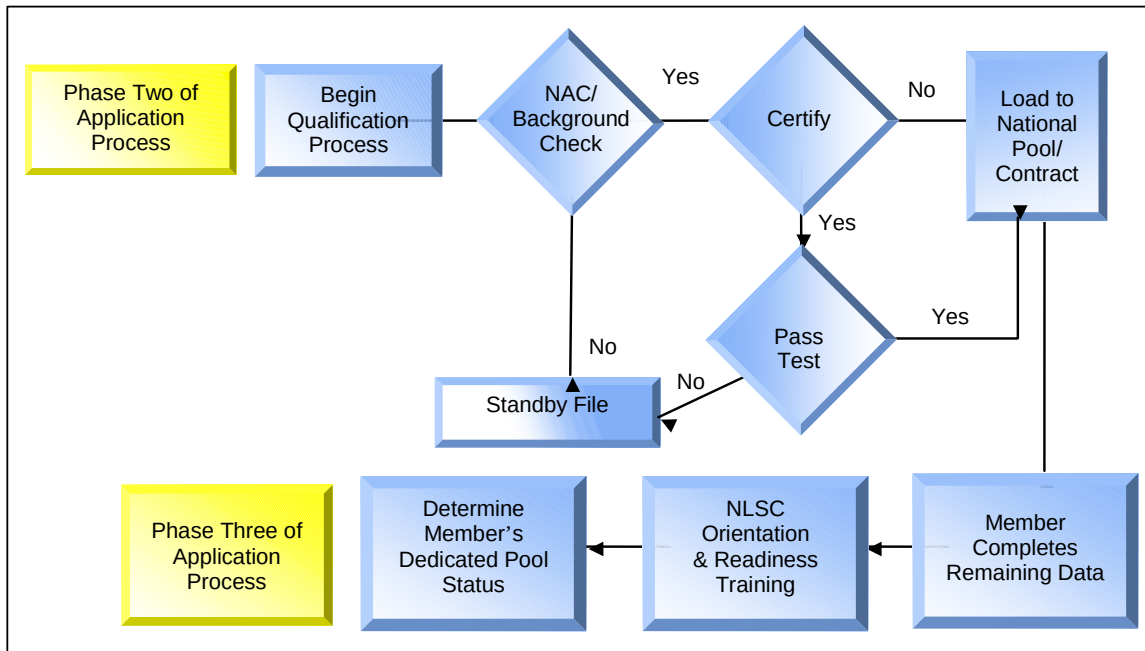 Phase Two of
Application
Process
Begin
Qualification
Process
NAC/
Background
Check
Yes
Certify
No
Load to
National
Pool/
Contract
Yes
Pass
Test
Yes
No
No
Standby File
Phase Three of
Application
Process
Determine
Member's
Dedicated Pool
Status
NLSC
Orientation
& Readiness
Training
Member
Completes
Remaining Data